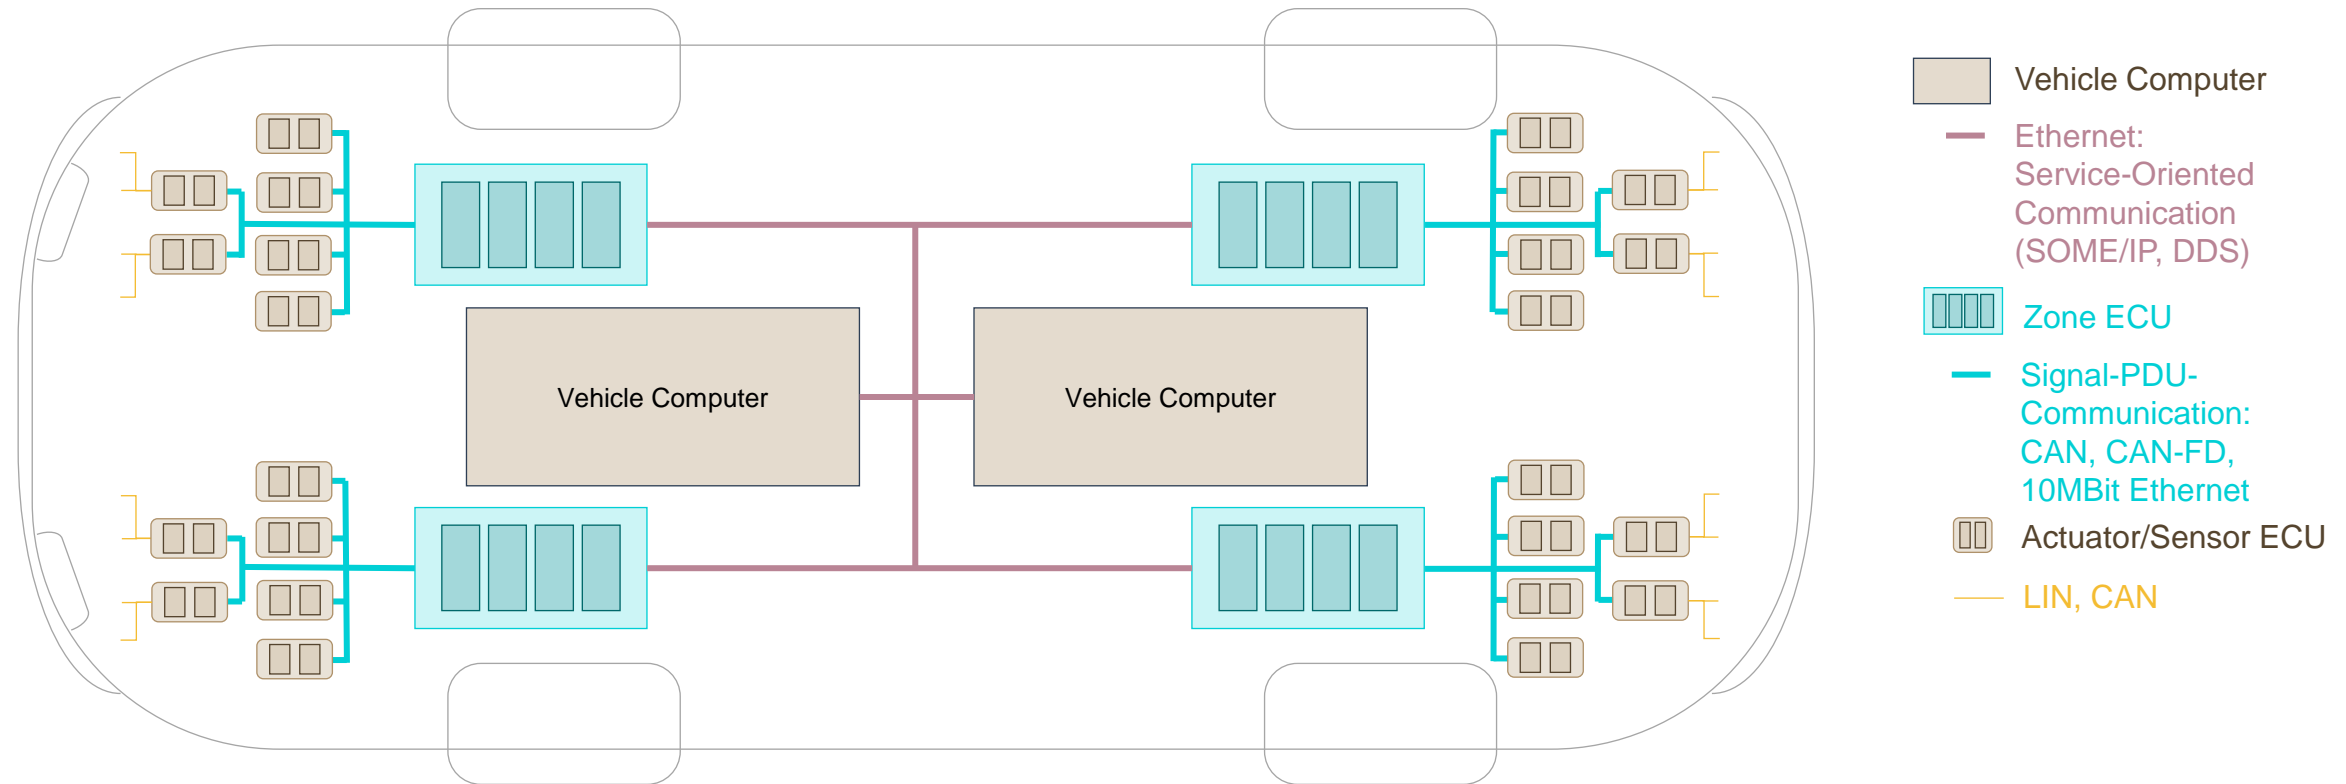 Vehicle Computer
Vehicle Computer
Vehicle Computer
Ethernet:
Service-Oriented
Communication
(SOME/IP, DDS)
Zone ECU
Signal-PDU-
Communication:
CAN, CAN-FD,
10MBit Ethernet
Actuator/Sensor ECU
LIN, CAN